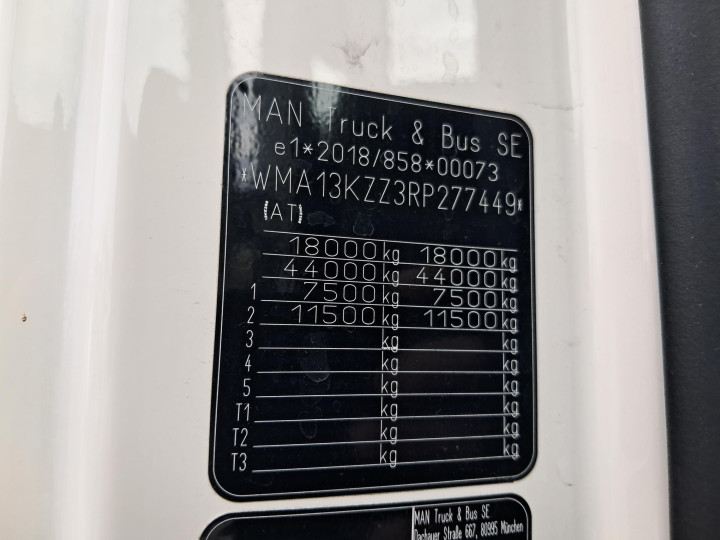 MAN Truck & Bus SE
e1*2018/858*00073
*WMA13KZZ3RP277449*
(AT)
18000 kg 18000 kg
44000 kg 44000 kg
1 7500 kg 7500 kg
2 11500 kg 11500 kg
3 kg kg
4 kg kg
5 kg kg
T1 kg kg
T2 kg kg
T3 kg kg
MAN Truck & Bus SE
Dachauer Straße 667, 80995 München